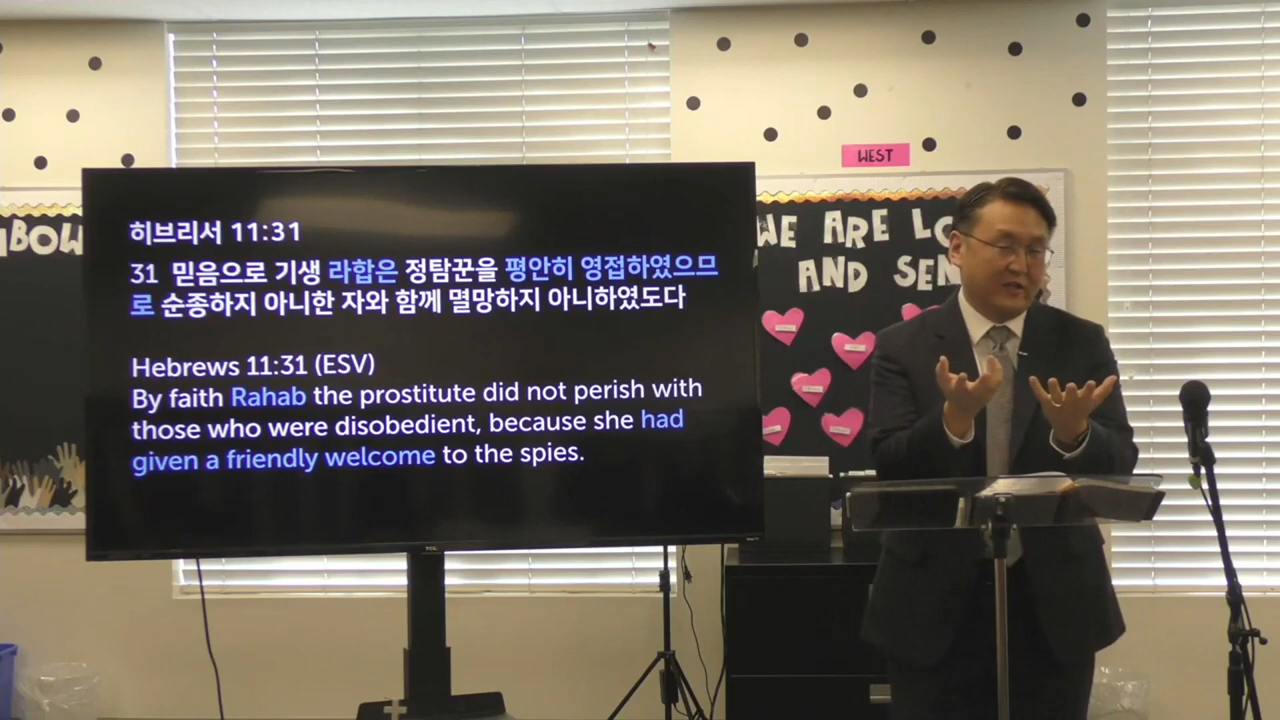 WEST
BOW
WE ARE LO
AND SEN
히브리서 11:31
31 믿음으로 기생 라합은 정탐꾼을 평안히 영접하였으므
로 순종하지 아니한 자와 함께 멸망하지 아니하였도다
Hebrews 11:31 (ESV)
By faith Rahab the prostitute did not perish with
those who were disobedient, because she had
given a friendly welcome to the spies.
TCL